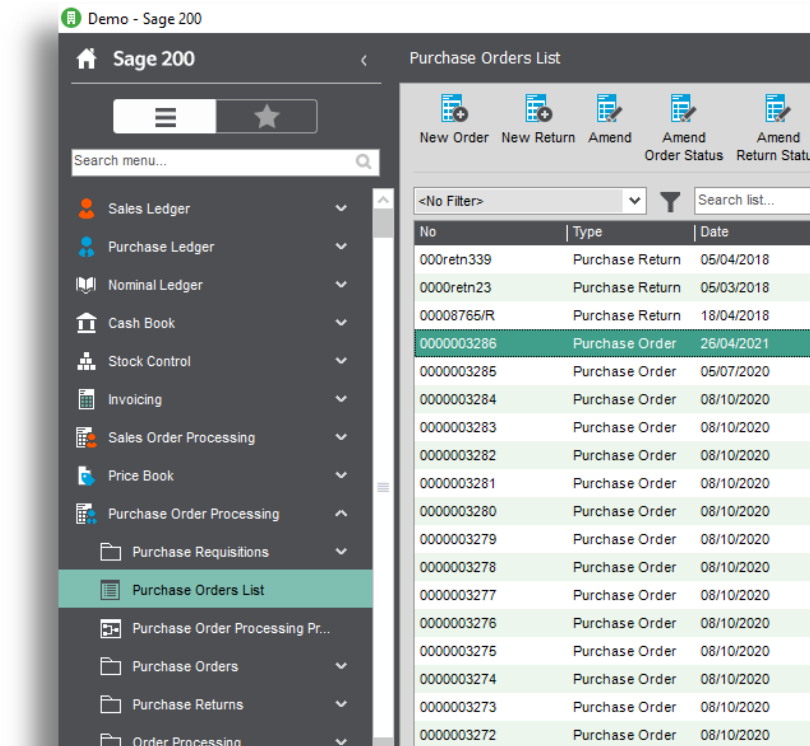 Demo - Sage 200
Sage 200
Search menu...
Sales Ledger
Purchase Ledger
Nominal Ledger
Cash Book
Stock Control
Invoicing
Sales Order Processing
Price Book
Purchase Order Processing
Purchase Requisitions
Purchase Orders List
Purchase Order Processing Pr...
Purchase Orders
Purchase Returns
Order Processing
Purchase Orders List
New Order New Return Amend Amend Order Status Amend Return Statu
<No Filter> Search list...
No Type Date
000retn339 Purchase Return 05/04/2018
0000retn23 Purchase Return 05/03/2018
00008765/R Purchase Return 18/04/2018
0000003286 Purchase Order 26/04/2021
0000003285 Purchase Order 05/07/2020
0000003284 Purchase Order 08/10/2020
0000003283 Purchase Order 08/10/2020
0000003282 Purchase Order 08/10/2020
0000003281 Purchase Order 08/10/2020
0000003280 Purchase Order 08/10/2020
0000003279 Purchase Order 08/10/2020
0000003278 Purchase Order 08/10/2020
0000003277 Purchase Order 08/10/2020
0000003276 Purchase Order 08/10/2020
0000003275 Purchase Order 08/10/2020
0000003274 Purchase Order 08/10/2020
0000003273 Purchase Order 08/10/2020
0000003272 Purchase Order 08/10/2020